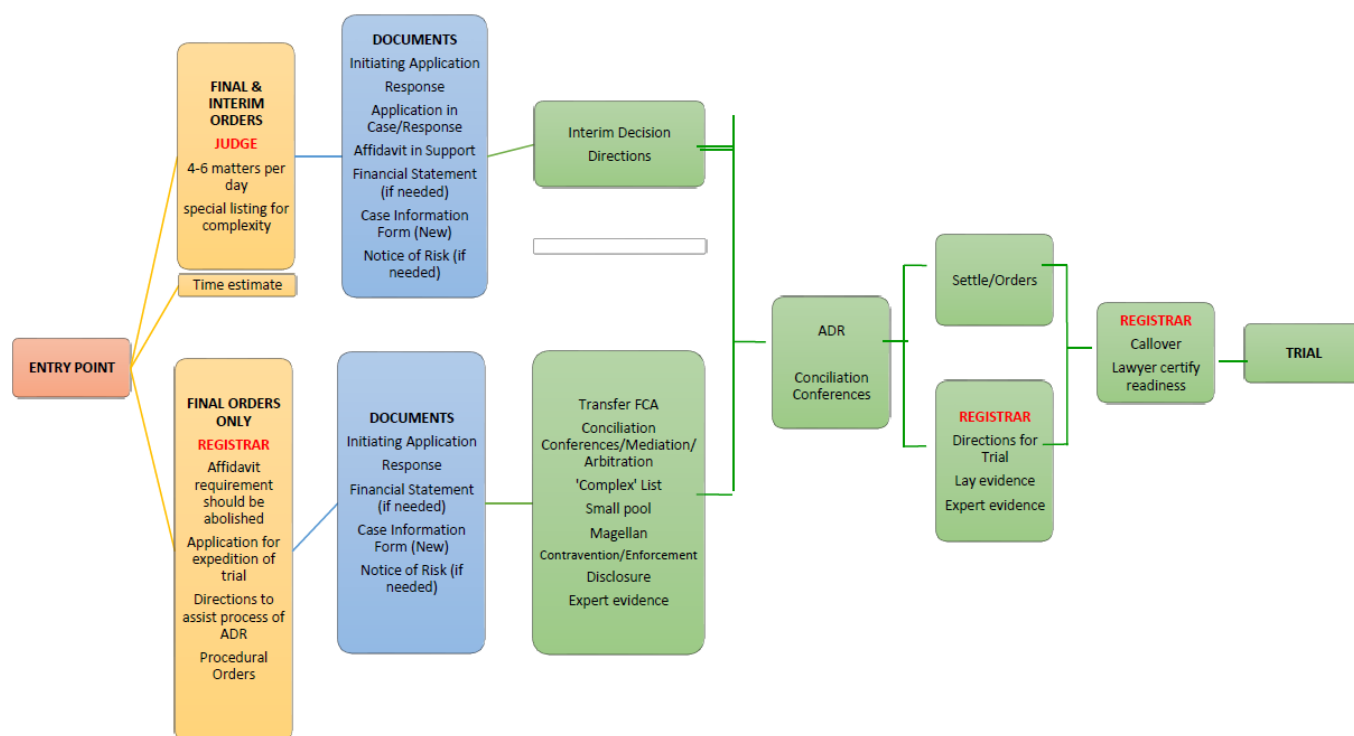 ENTRY POINT
FINAL &
INTERIM
ORDERS
JUDGE
4-6 matters per
day
special listing for
complexity
Time estimate
FINAL ORDERS
ONLY
REGISTRAR
Affidavit
requirement
should be
abolished
Application for
expedition of
trial
Directions to
assist process of
ADR
Procedural
Orders
DOCUMENTS
Initiating Application
Response
Application in
Case/Response
Affidavit in Support
Financial Statement
(if needed)
Case Information
Form (New)
Notice of Risk (if
needed)
DOCUMENTS
Initiating Application
Response
Financial Statement
(if needed)
Case Information
Form (New)
Notice of Risk (if
needed)
Interim Decision
Directions
Transfer FCA
Conciliation
Conferences/Mediation/
Arbitration
'Complex' List
Small pool
Magellan
Contravention/Enforcement
Disclosure
Expert evidence
ADR
Conciliation
Conferences
Settle/Orders
REGISTRAR
Directions for
Trial
Lay evidence
Expert evidence
REGISTRAR
Callover
Lawyer certify
readiness
TRIAL